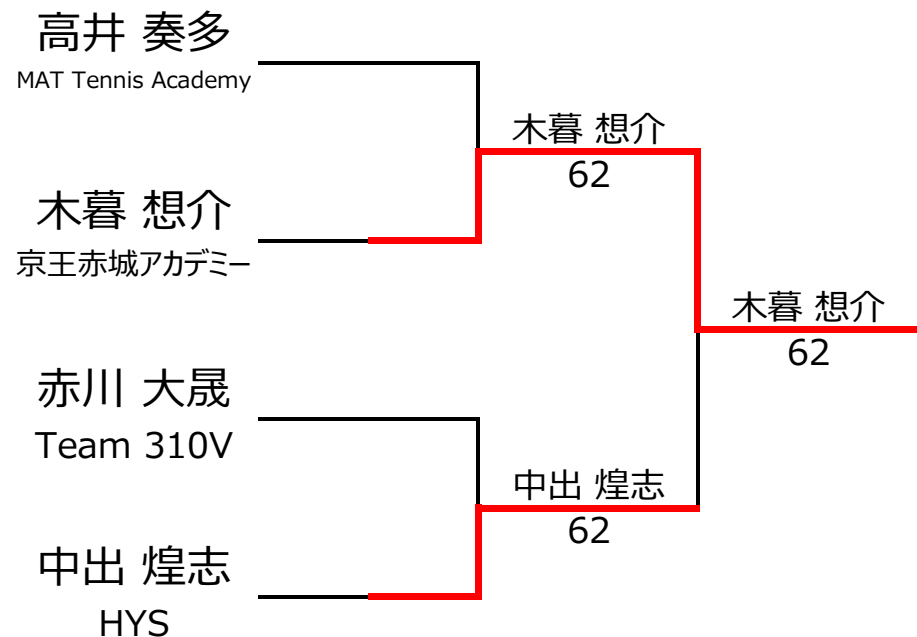 高井 奏多
MAT Tennis Academy
木暮 想介
62
木暮 想介
京王赤城アカデミー
木暮 想介
62
赤川 大晟
Team 310V
中出 煌志
62
中出 煌志
HYS